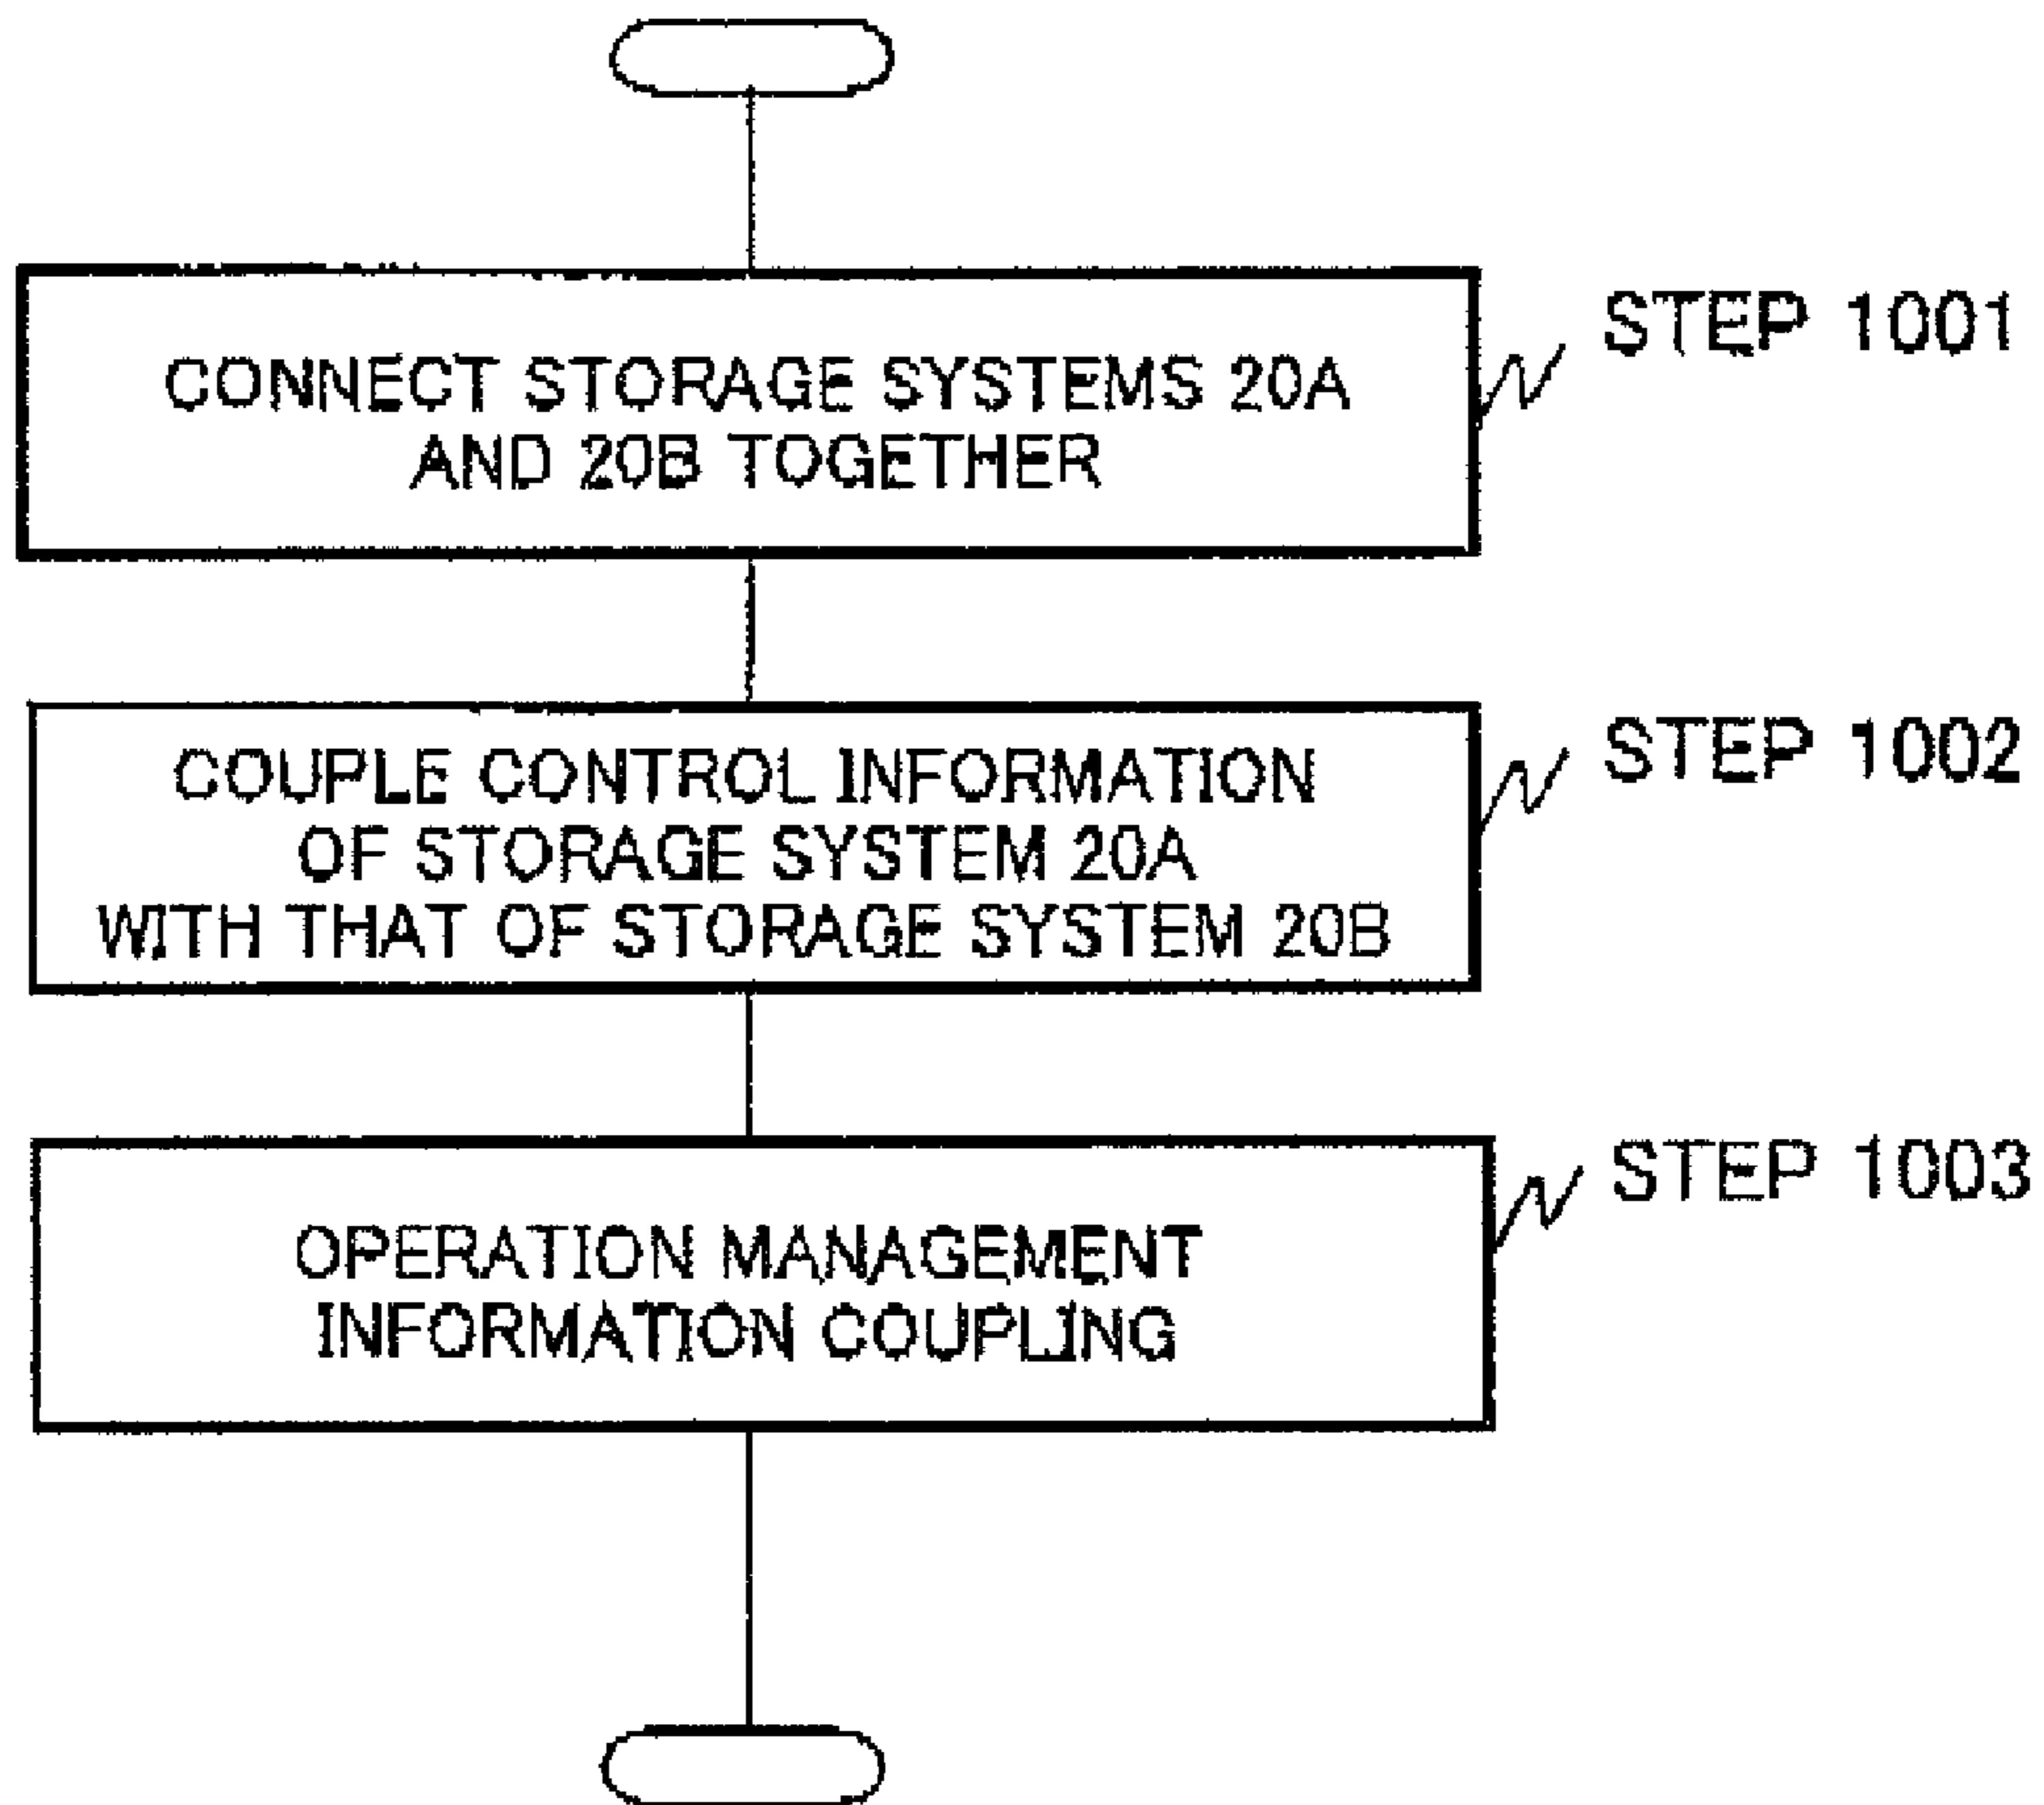 CONNECT STORAGE SYSTEMS 20A
AND 20B TOGETHER
STEP 1001
COUPLE CONTROL INFORMATION
OF STORAGE SYSTEM 20A
WITH THAT OF STORAGE SYSTEM 20B
STEP 1002
OPERATION MANAGEMENT
INFORMATION COUPLING
STEP 1003